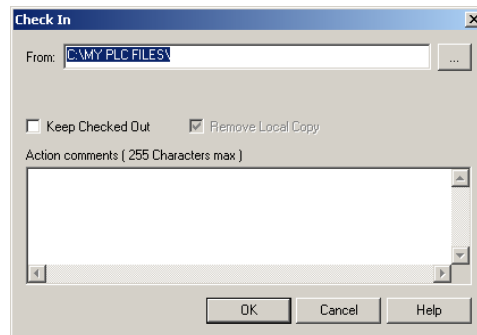 Check In
From: C:\MY PLC FILES\ ...
Keep Checked Out Remove Local Copy
Action comments ( 255 Characters max )
OK Cancel Help